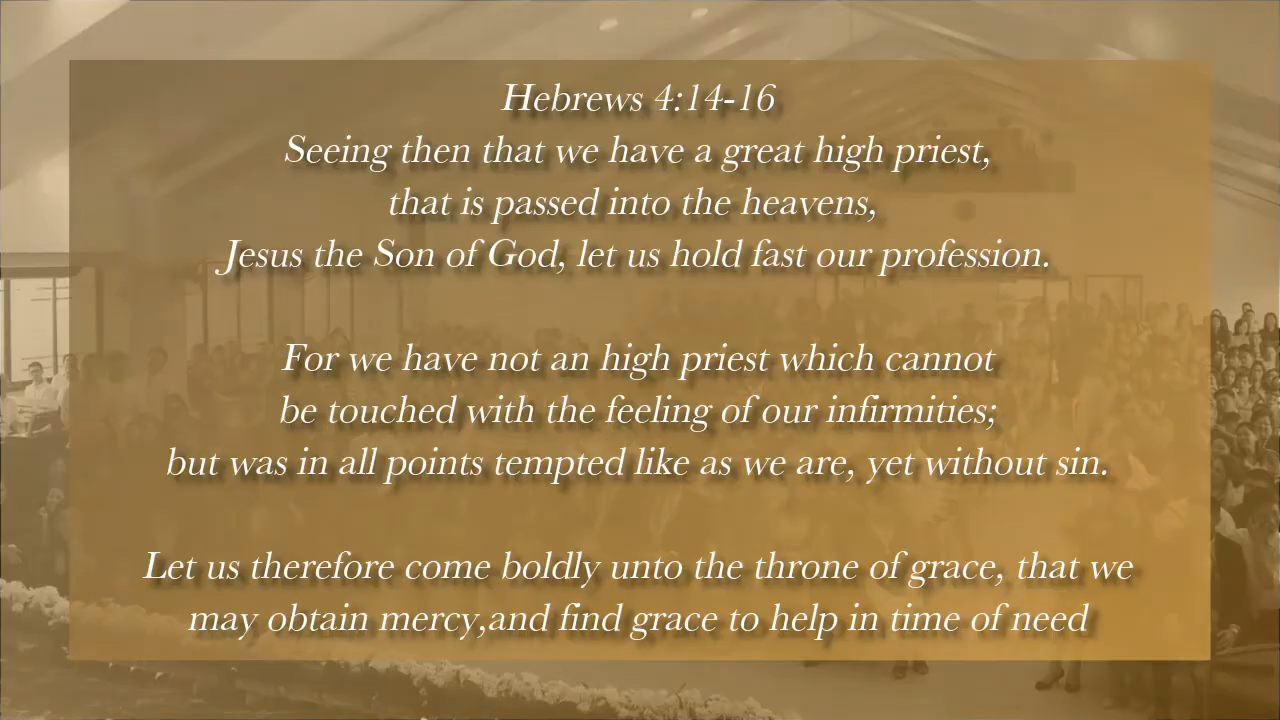 Hebrews 4:14-16
Seeing then that we have a great high priest,
that is passed into the heavens,
Jesus the Son of God, let us hold fast our profession.
For we have not an high priest which cannot
be touched with the feeling of our infirmities;
but was in all points tempted like as we are, yet without sin.
Let us therefore come boldly unto the throne of grace, that we
may obtain mercy,and find grace to help in time of need